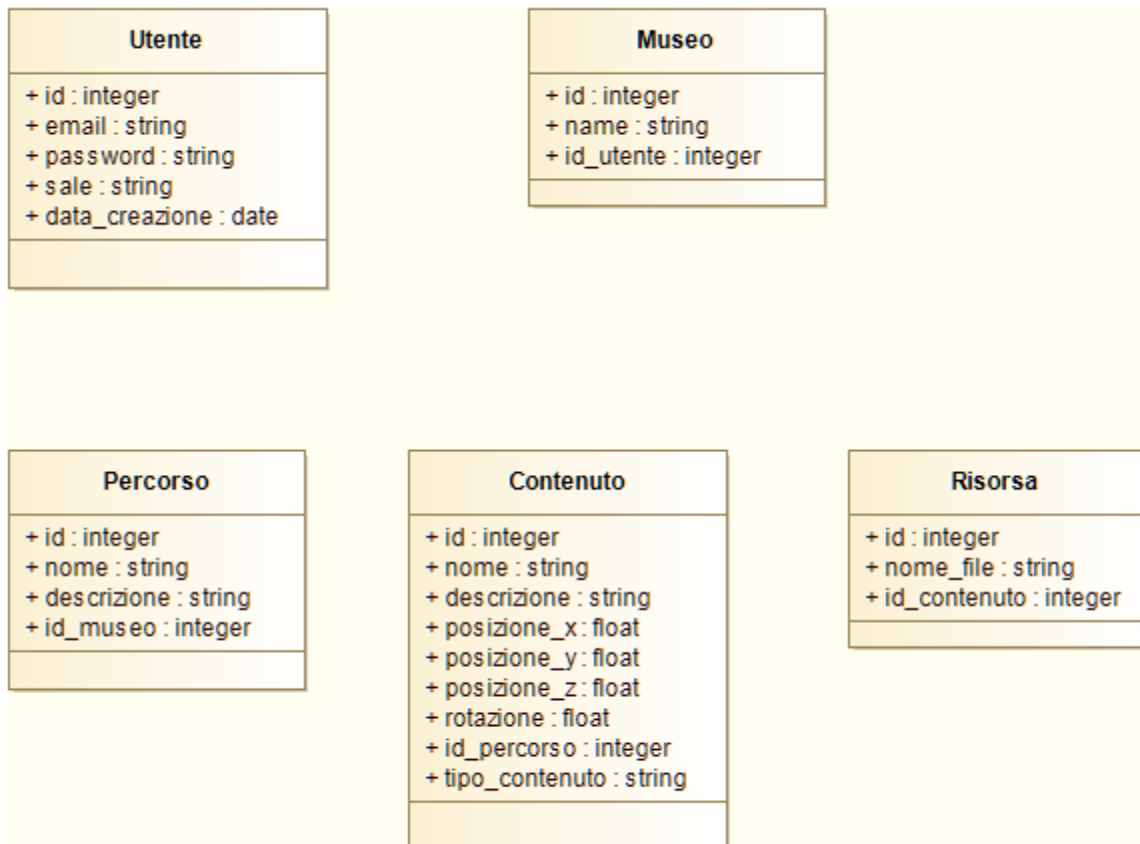 Utente
+ id : integer
+ email : string
+ password : string
+ sale : string
+ data_creazione : date
Museo
+ id : integer
+ name : string
+ id_utente : integer
Percorso
+ id : integer
+ nome : string
+ descrizione : string
+ id_museo : integer
Contenuto
+ id : integer
+ nome : string
+ descrizione : string
+ posizione_x : float
+ posizione_y : float
+ posizione_z : float
+ rotazione : float
+ id_percorso : integer
+ tipo_contenuto : string
Risorsa
+ id : integer
+ nome_file : string
+ id_contenuto : integer